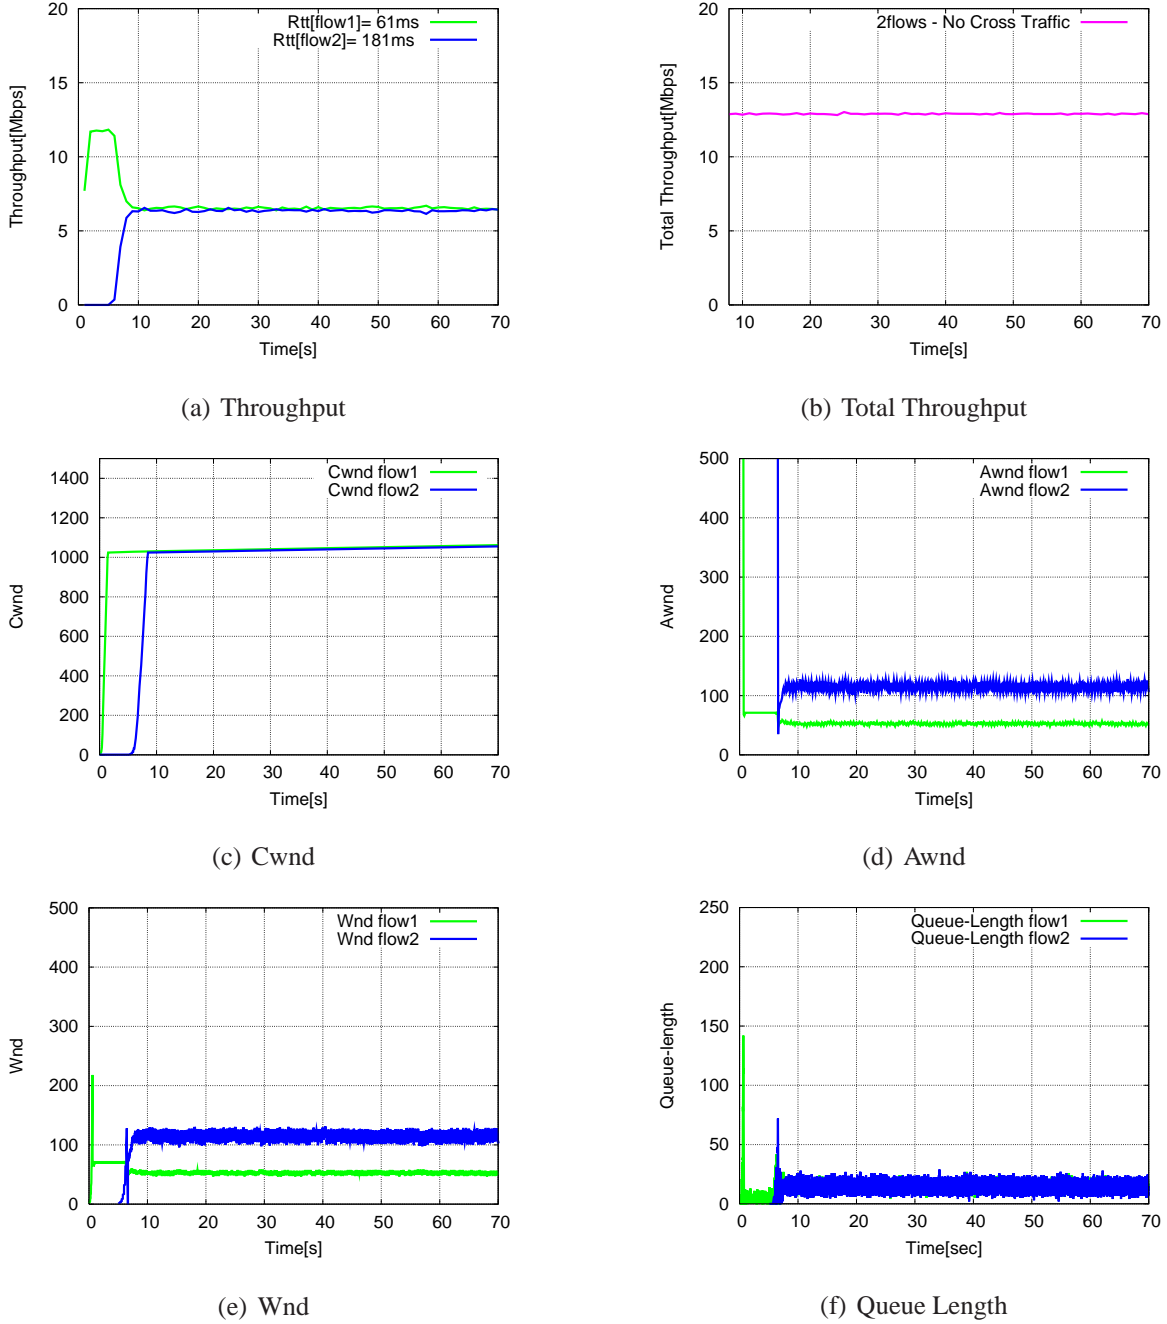 Throughput[Mbps]
20
15
10
5
0
Rtt[flow1]= 61ms
Rtt[flow2]= 181ms
0 10 20 30 40 50 60 70
Time[s]
(a) Throughput
Total Throughput[Mbps]
20
15
10
5
0
2flows - No Cross Traffic
10 20 30 40 50 60 70
Time[s]
(b) Total Throughput
Cwnd
1400
1200
1000
800
600
400
200
0
Cwnd flow1
Cwnd flow2
0 10 20 30 40 50 60 70
Time[s]
(c) Cwnd
Awnd
500
400
300
200
100
0
Awnd flow1
Awnd flow2
0 10 20 30 40 50 60 70
Time[s]
(d) Awnd
Wnd
500
400
300
200
100
0
Wnd flow1
Wnd flow2
0 10 20 30 40 50 60 70
Time[s]
(e) Wnd
Queue-length
250
200
150
100
50
0
Queue-Length flow1
Queue-Length flow2
0 10 20 30 40 50 60 70
Time[sec]
(f) Queue Length